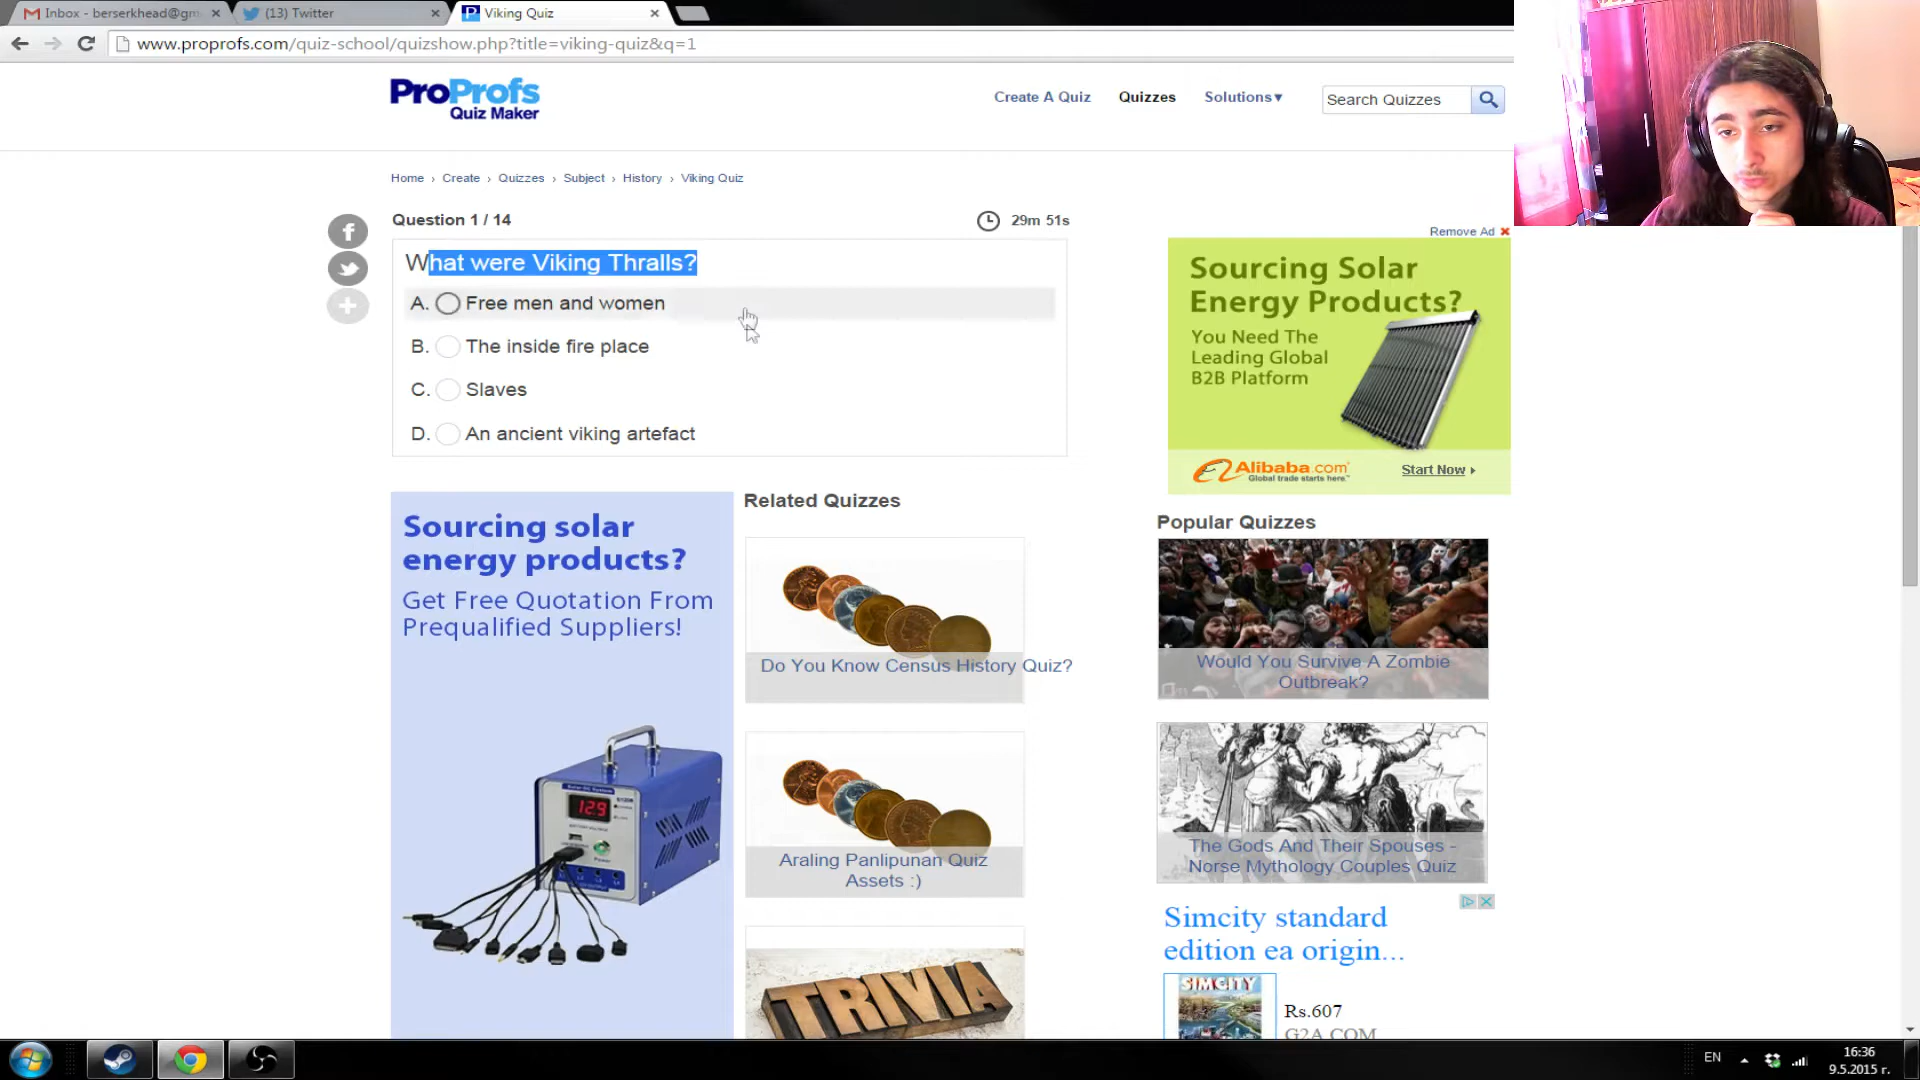 Inbox - berserkhead@gm
(13) Twitter
Viking Quiz
www.proprofs.com/quiz-school/quizshow.php?title=viking-quiz&q=1
ProProfs
Quiz Maker
Create A Quiz
Quizzes
Solutions▾
Search Quizzes
Home › Create › Quizzes › Subject › History › Viking Quiz
Question 1 / 14
29m 51s
What were Viking Thralls?
A. Free men and women
B. The inside fire place
C. Slaves
D. An ancient viking artefact
Remove Ad ×
Sourcing Solar
Energy Products?
You Need The
Leading Global
B2B Platform
Alibaba.com
Global trade starts here.™
Start Now
Sourcing solar
energy products?
Get Free Quotation From
Prequalified Suppliers!
12.9
Power
Related Quizzes
Do You Know Census History Quiz?
Araling Panlipunan Quiz
Assets :)
TRIVIA
Popular Quizzes
Would You Survive A Zombie
Outbreak?
The Gods And Their Spouses -
Norse Mythology Couples Quiz
Simcity standard
edition ea origin...
SIMCITY
Rs.607
G2A.COM
EN
16:36
9.5.2015 г.